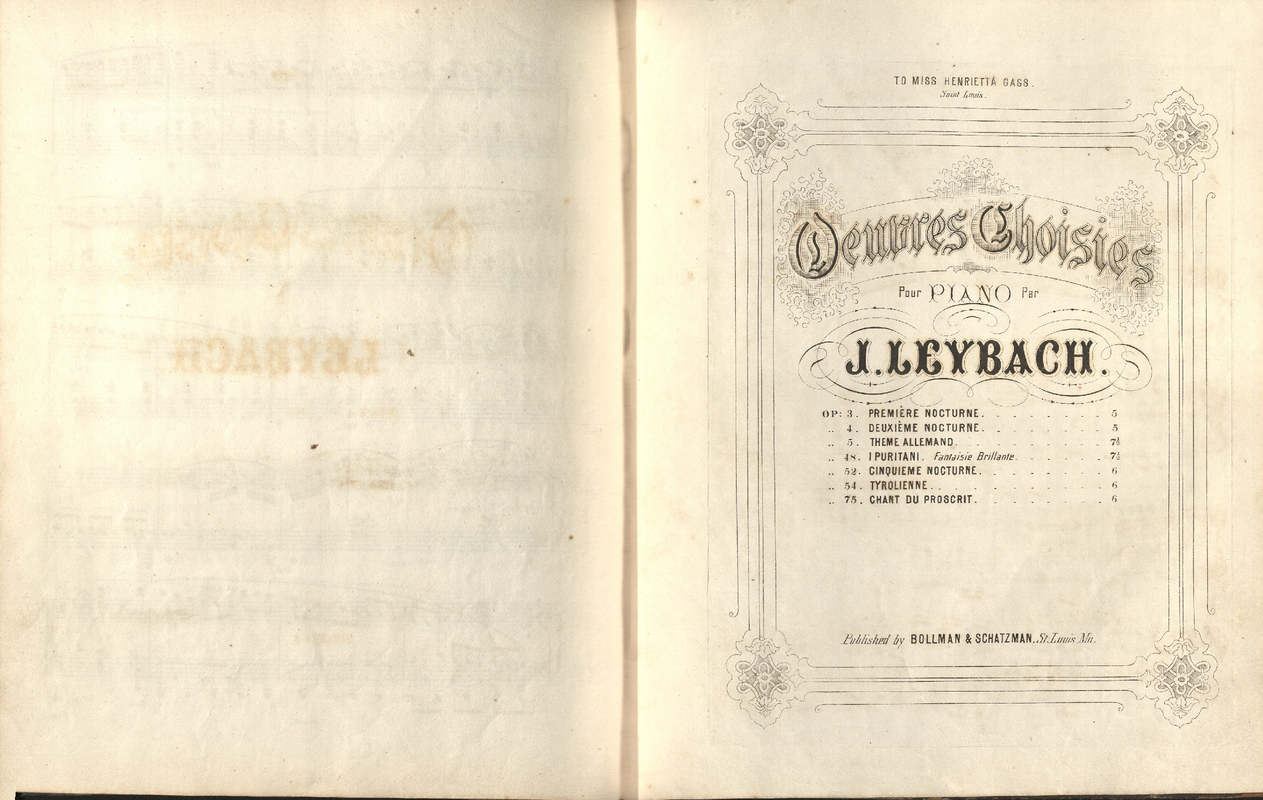 TO MISS HENRIETTA GASS.
Saint Louis.
Oeuvres Choisies
Pour PIANO Par
J. LEYBACH.
OP: 3. PREMIÈRE NOCTURNE. . . . . . . . 5
.. 4. DEUXIÈME NOCTURNE. . . . . . . . 5
.. 5. THEME ALLEMAND. . . . . . . . . 7½
.. 48. I PURITANI. Fantaisie Brillante. . . . . . 7½
.. 52. CINQUIEME NOCTURNE. . . . . . . . 6
.. 54. TYROLIENNE. . . . . . . . . . 6
.. 75. CHANT DU PROSCRIT. . . . . . . . 6
Published by BOLLMAN & SCHATZMAN. St. Louis Mo.